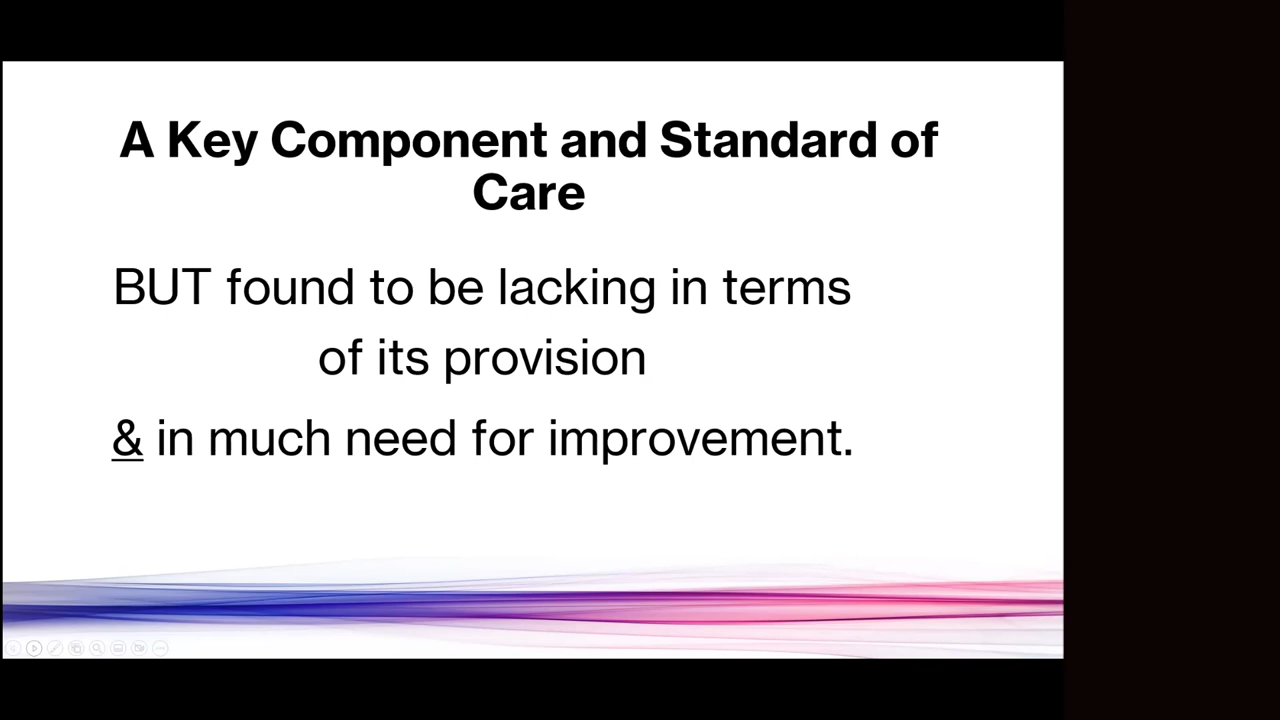 A Key Component and Standard of
Care
BUT found to be lacking in terms
of its provision
& in much need for improvement.